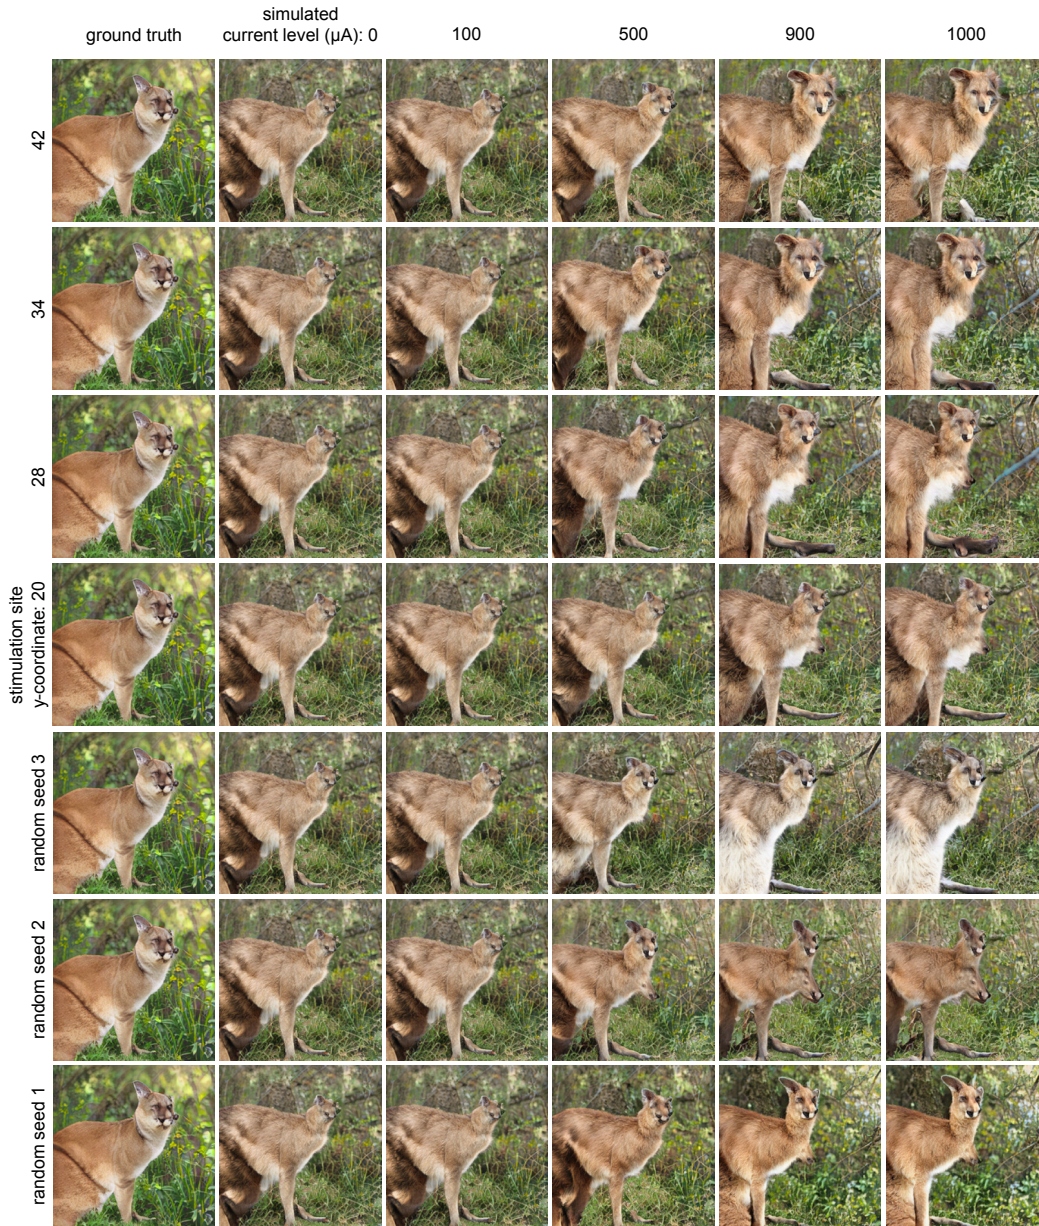 simulated
ground truth
current level (µA): 0
100
500
900
1000
42
34
28
stimulation site
y-coordinate: 20
random seed 3
random seed 2
random seed 1